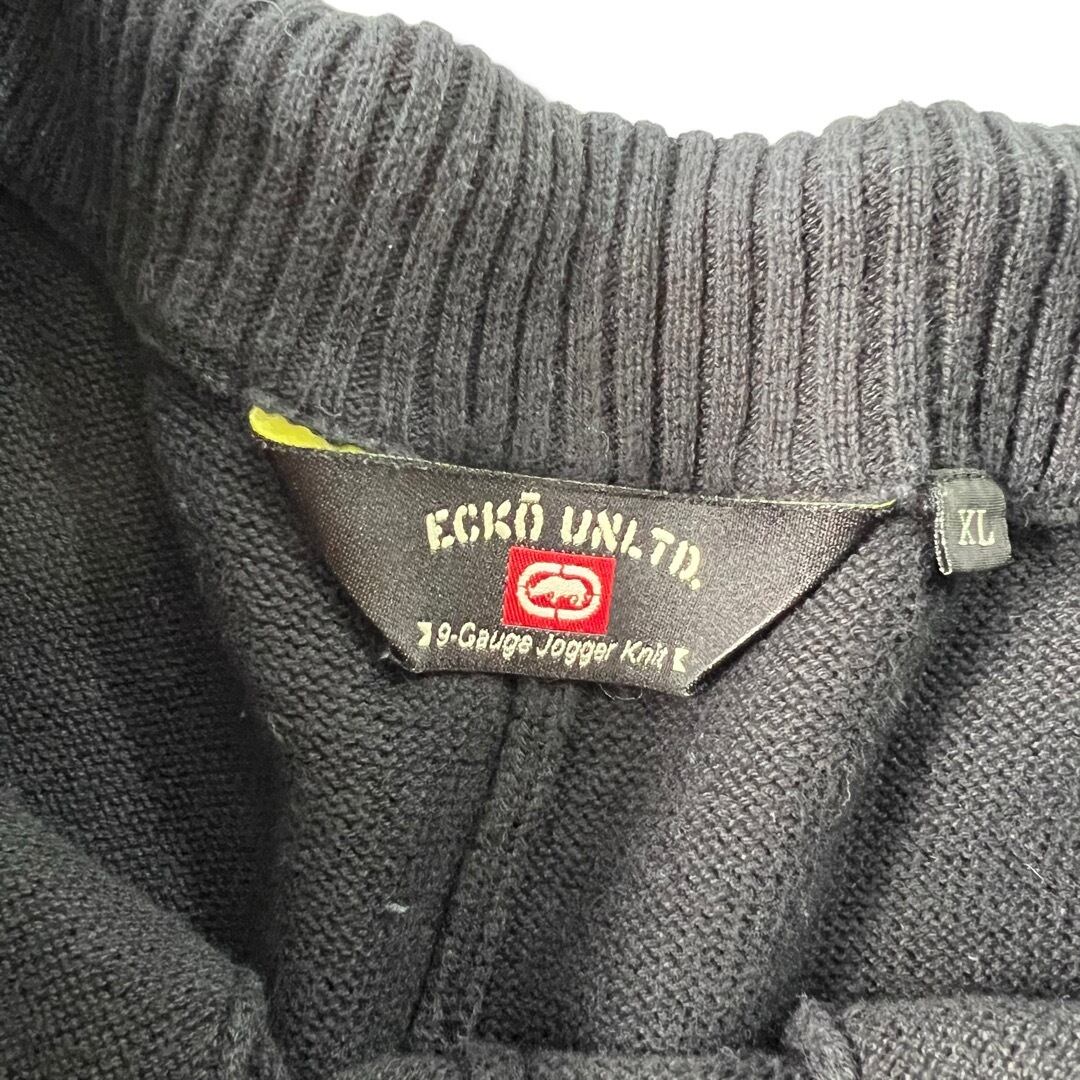 ECKŌ UNLTD.
9-Gauge Jogger Knit
XL